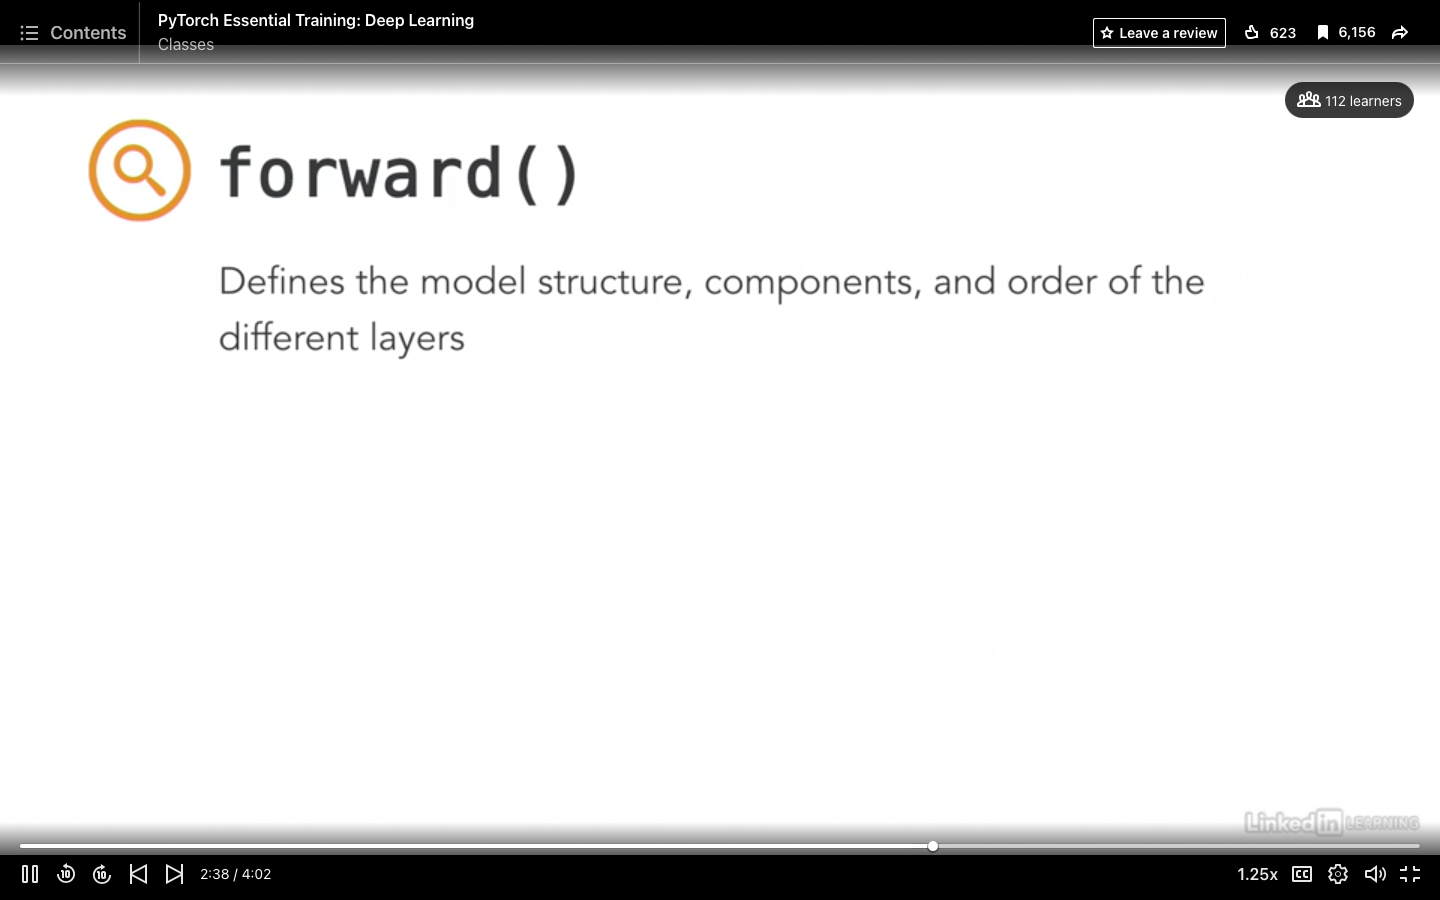 Contents
PyTorch Essential Training: Deep Learning
Classes
Leave a review
623
6,156
112 learners
forward()
Defines the model structure, components, and order of the
different layers
Linked in LEARNING
10
10
2:38 / 4:02
1.25x
CC